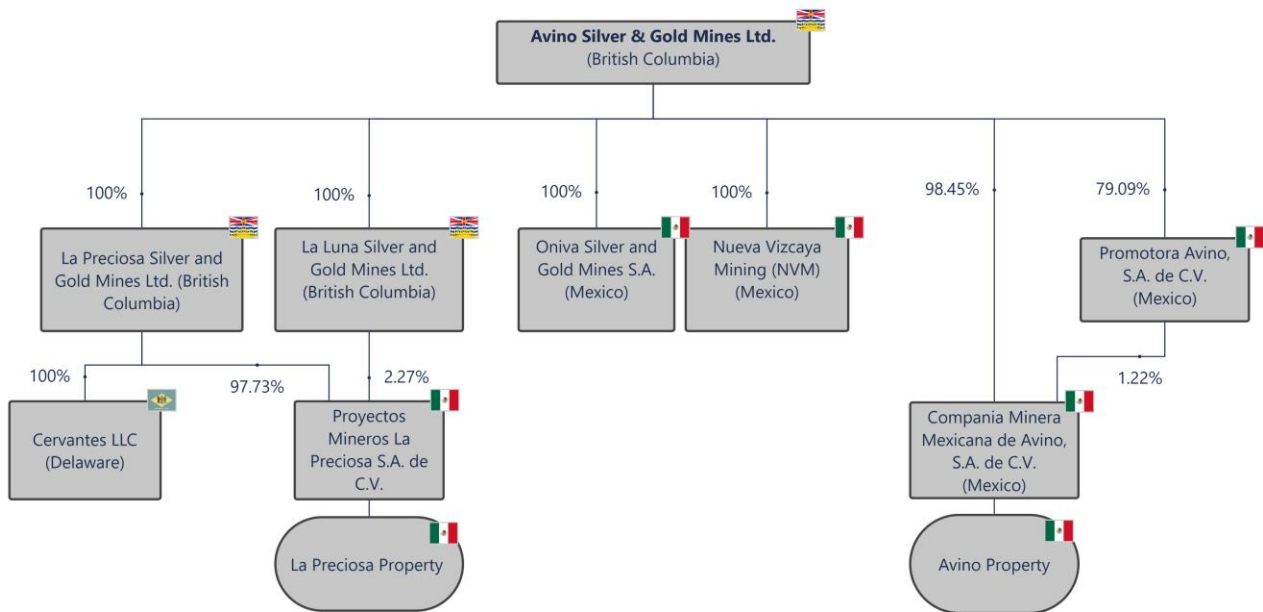 Avino Silver & Gold Mines Ltd.
(British Columbia)
100%
100%
100%
100%
98.45%
79.09%
La Preciosa Silver and
Gold Mines Ltd. (British
Columbia)
La Luna Silver and
Gold Mines Ltd.
(British Columbia)
Oniva Silver and
Gold Mines S.A.
(Mexico)
Nueva Vizcaya
Mining (NVM)
(Mexico)
Promotora Avino,
S.A. de C.V.
(Mexico)
100%
97.73%
2.27%
1.22%
Cervantes LLC
(Delaware)
Proyectos
Mineros La
Preciosa S.A. de
C.V.
Compania Minera
Mexicana de Avino,
S.A. de C.V.
(Mexico)
La Preciosa Property
Avino Property